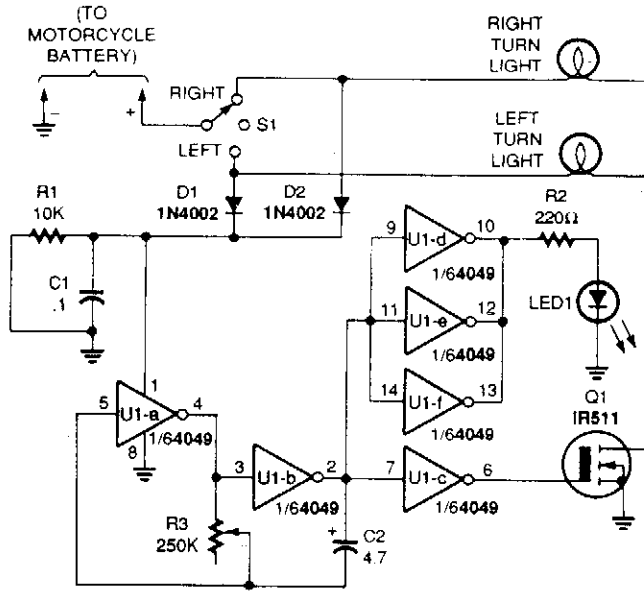 (TO
MOTORCYCLE
BATTERY)
RIGHT
TURN
LIGHT
−
+
RIGHT
S1
LEFT
LEFT
TURN
LIGHT
R1
10K
D1
1N4002
D2
1N4002
R2
220Ω
9
U1-d
10
1/64049
C1
.1
LED1
11
U1-e
12
1/64049
5
1
U1-a
4
8
1/64049
14
U1-f
13
1/64049
Q1
IR511
3
U1-b
2
1/64049
7
U1-c
6
1/64049
R3
250K
+
C2
4.7